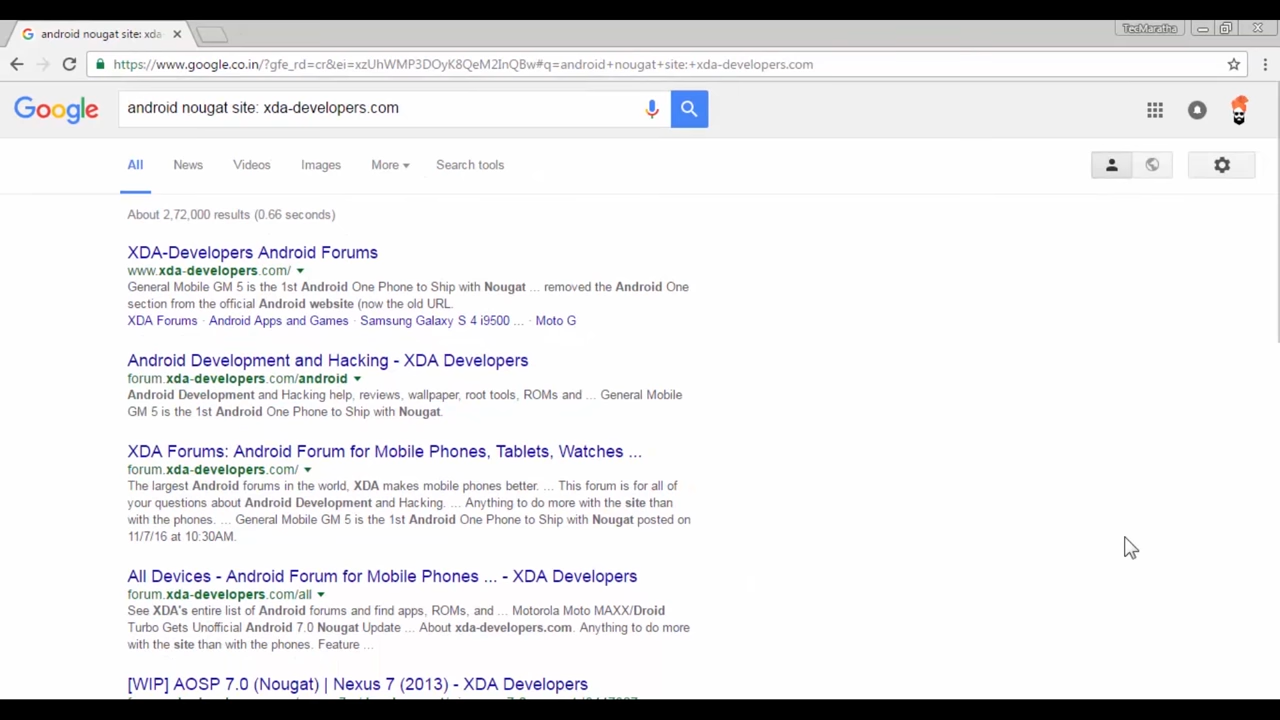 android nougat site: xda
TecMaratha
https://www.google.co.in/?gfe_rd=cr&ei=xzUhWMP3DOyK8QeM2InQBw#q=android+nougat+site:+xda-developers.com
Google
android nougat site: xda-developers.com
All News Videos Images More Search tools
About 2,72,000 results (0.66 seconds)
XDA-Developers Android Forums
www.xda-developers.com/
General Mobile GM 5 is the 1st Android One Phone to Ship with Nougat ... removed the Android One
section from the official Android website (now the old URL.
XDA Forums · Android Apps and Games · Samsung Galaxy S 4 i9500 ... · Moto G
Android Development and Hacking - XDA Developers
forum.xda-developers.com/android
Android Development and Hacking help, reviews, wallpaper, root tools, ROMs and ... General Mobile
GM 5 is the 1st Android One Phone to Ship with Nougat.
XDA Forums: Android Forum for Mobile Phones, Tablets, Watches ...
forum.xda-developers.com/
The largest Android forums in the world, XDA makes mobile phones better. ... This forum is for all of
your questions about Android Development and Hacking. ... Anything to do more with the site than
with the phones. ... General Mobile GM 5 is the 1st Android One Phone to Ship with Nougat posted on
11/7/16 at 10:30AM.
All Devices - Android Forum for Mobile Phones ... - XDA Developers
forum.xda-developers.com/all
See XDA's entire list of Android forums and find apps, ROMs, and ... Motorola Moto MAXX/Droid
Turbo Gets Unofficial Android 7.0 Nougat Update ... About xda-developers.com. Anything to do more
with the site than with the phones. Feature ...
[WIP] AOSP 7.0 (Nougat) | Nexus 7 (2013) - XDA Developers